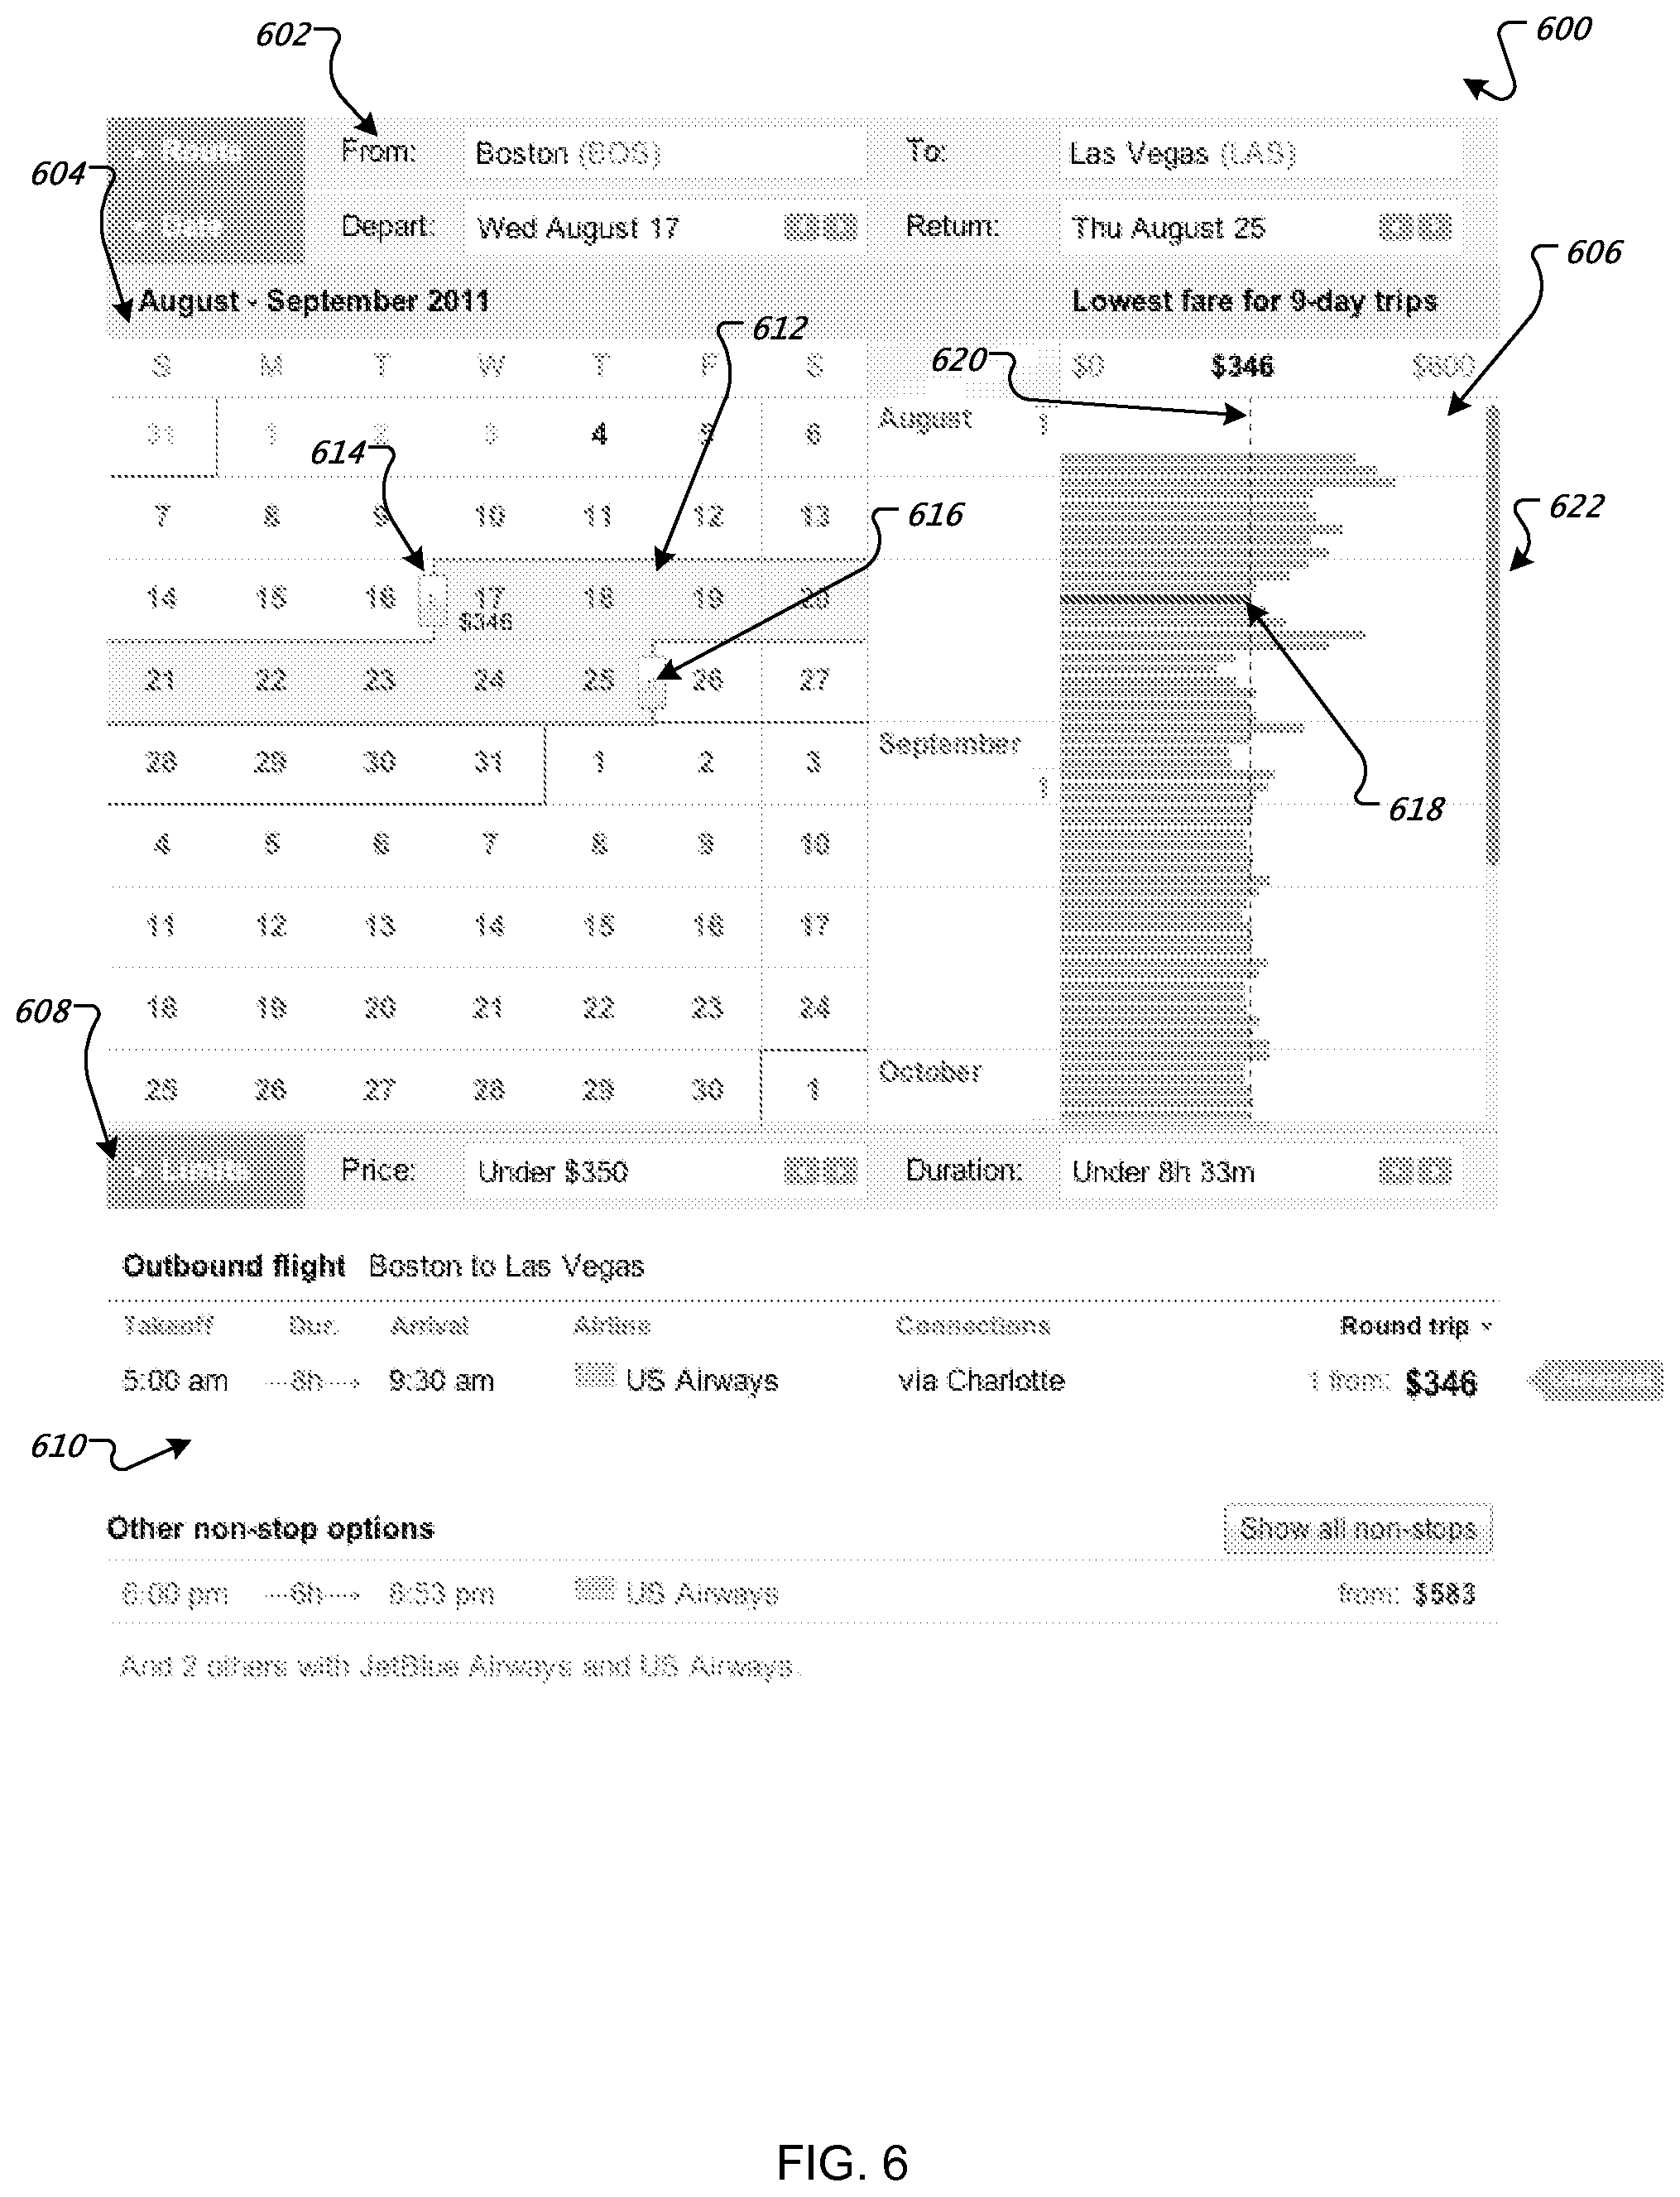 602
600
604
From: Boston (BOS) To: Las Vegas (LAS)
Depart: Wed August 17 Return: Thu August 25
606
August - September 2011 Lowest fare for 9-day trips
612
620
S M T W T F S $0 $346 $600
31 1 2 3 4 5 6 August 1
614
622
7 8 9 10 11 12 13
616
14 15 16 17 18 19 20
$346
618
21 22 23 24 25 26 27
28 29 30 31 1 2 3 September
1
4 5 6 7 8 9 10
11 12 13 14 15 16 17
608
18 19 20 21 22 23 24
25 26 27 28 29 30 1 October
Price: Under $350 Duration: Under 8h 33m
Outbound flight Boston to Las Vegas
Takeoff Dur. Arrival Airline Connections Round trip
5:00 am 8h 9:30 am US Airways via Charlotte 1 from: $346
610
Other non-stop options Show all non-stops
6:00 pm 6h 8:53 pm US Airways from: $583
And 2 others with JetBlue Airways and US Airways.
FIG. 6